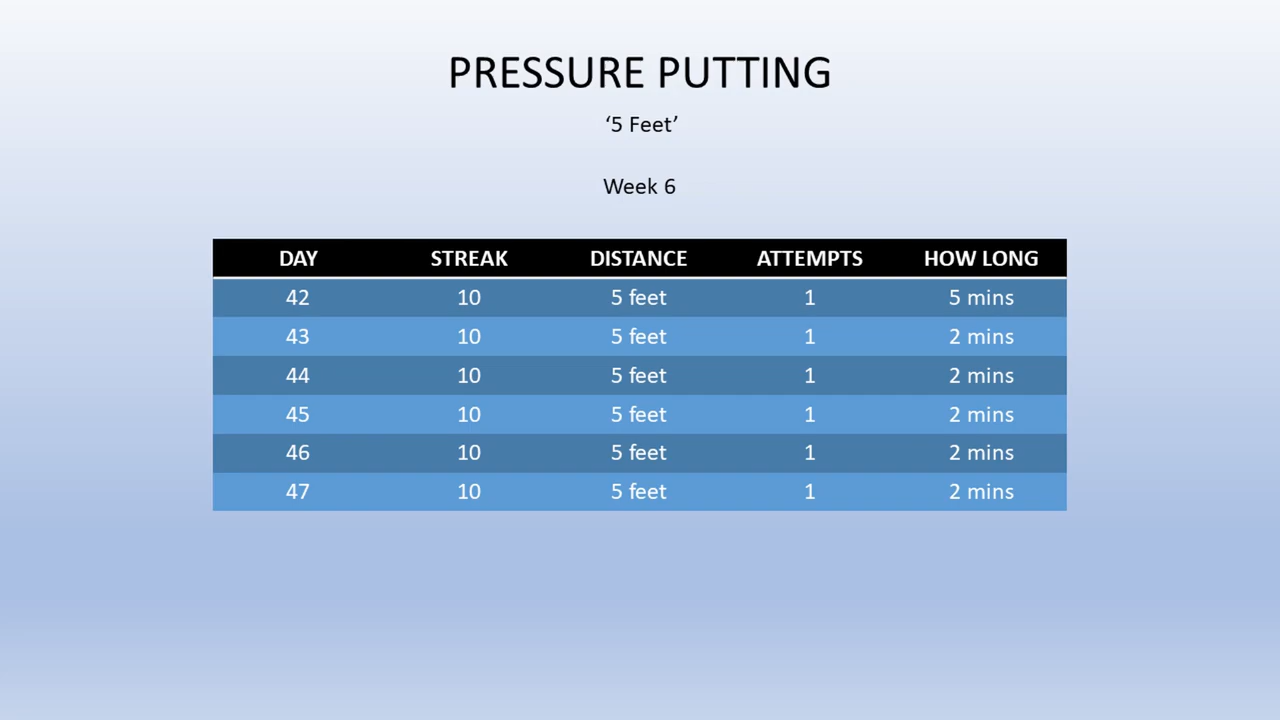 PRESSURE PUTTING
‘5 Feet’
Week 6
DAY STREAK DISTANCE ATTEMPTS HOW LONG
42 10 5 feet 1 5 mins
43 10 5 feet 1 2 mins
44 10 5 feet 1 2 mins
45 10 5 feet 1 2 mins
46 10 5 feet 1 2 mins
47 10 5 feet 1 2 mins